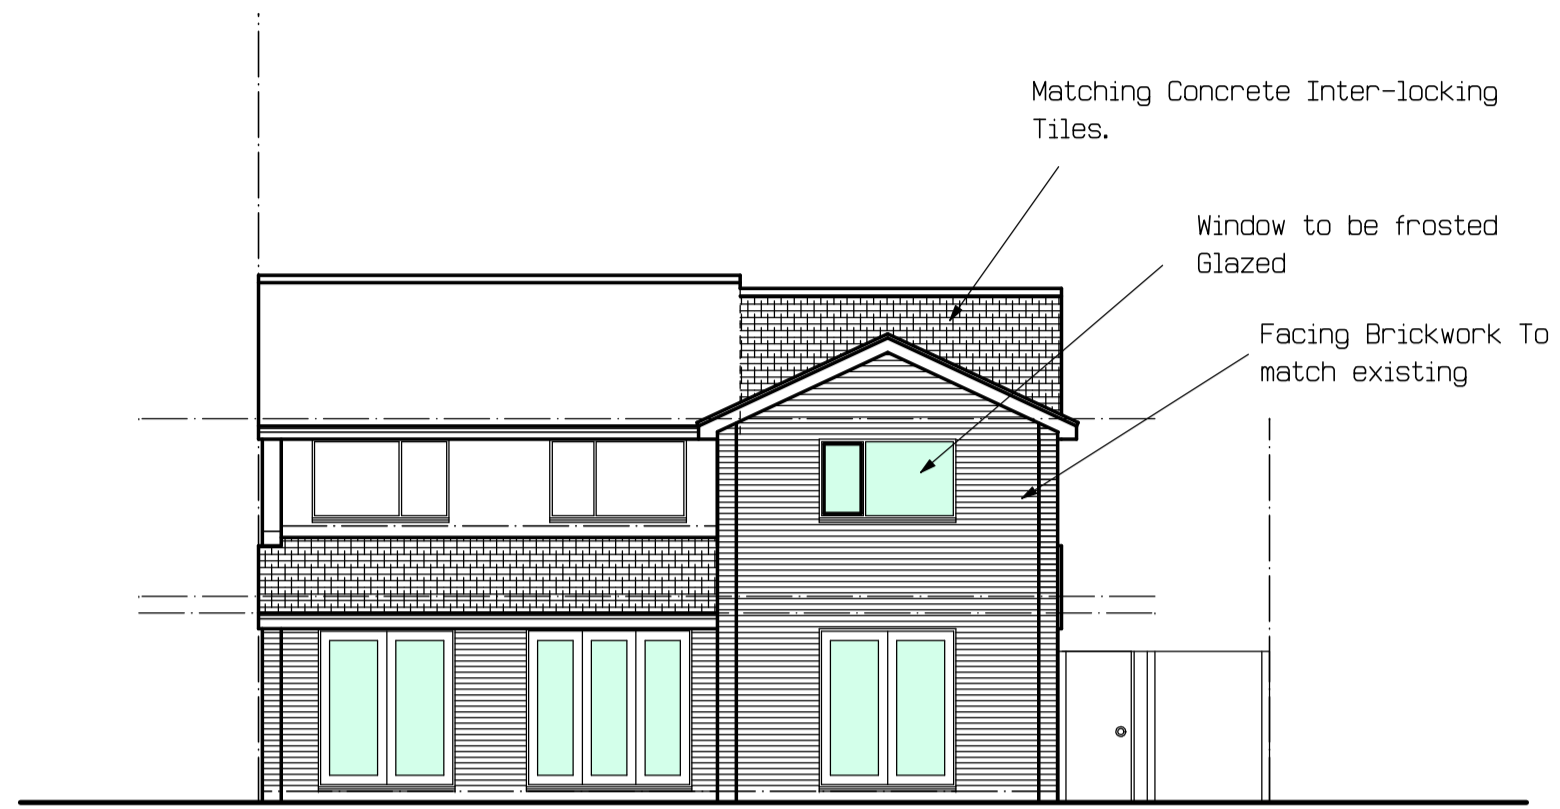 Matching Concrete Inter-locking
Tiles.
Window to be frosted
Glazed
Facing Brickwork To
match existing